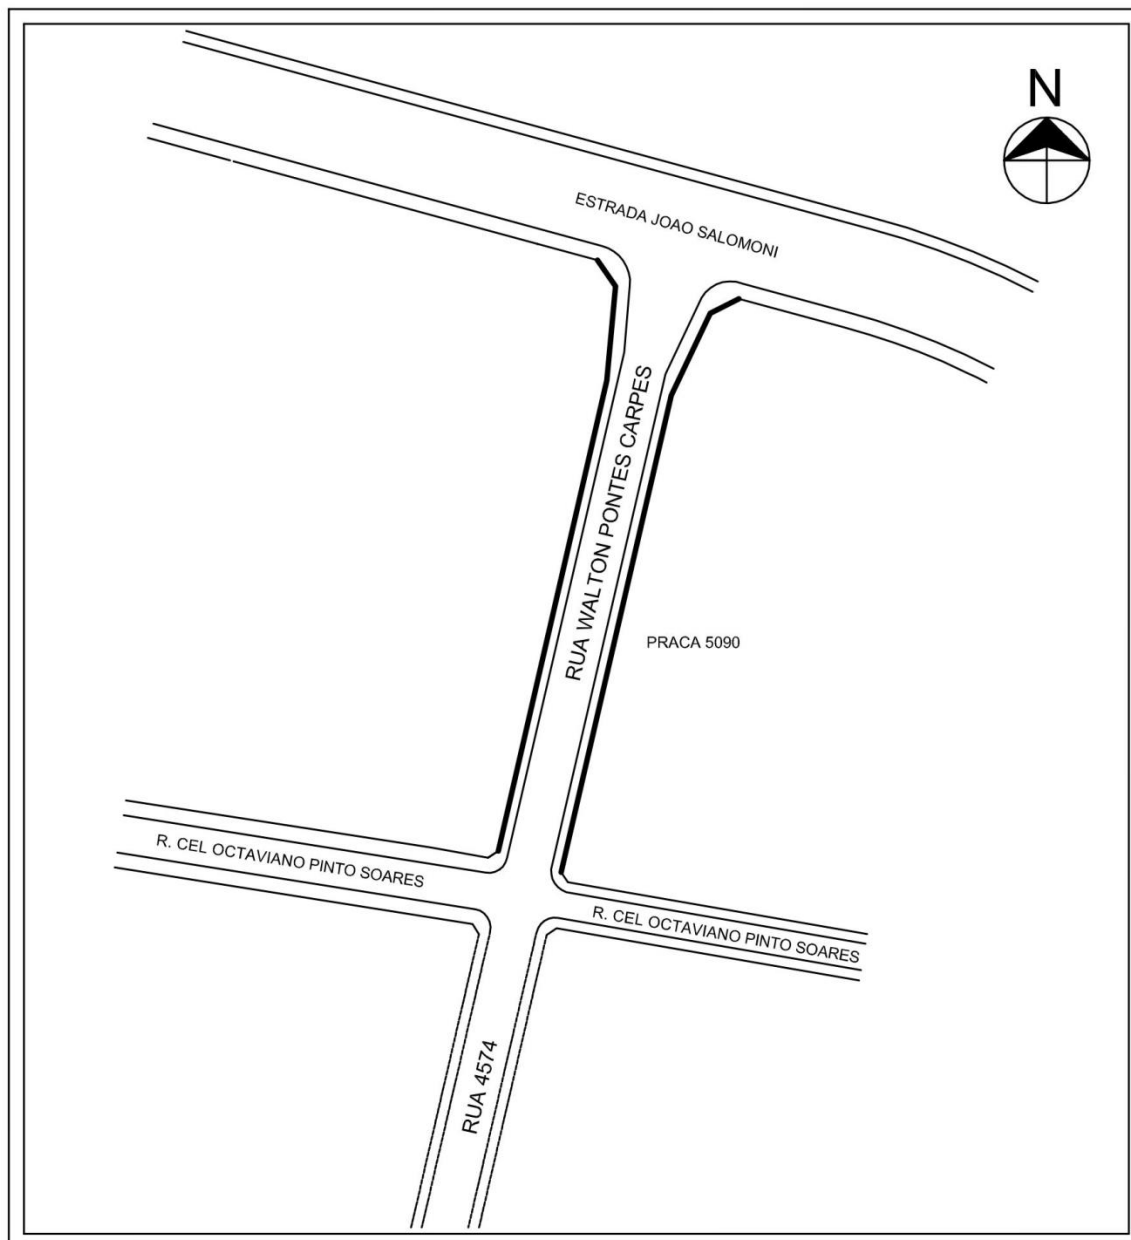 N
ESTRADA JOAO SALOMONI
RUA WALTON PONTES CARPES
PRACA 5090
R. CEL OCTAVIANO PINTO SOARES
R. CEL OCTAVIANO PINTO SOARES
RUA 4574